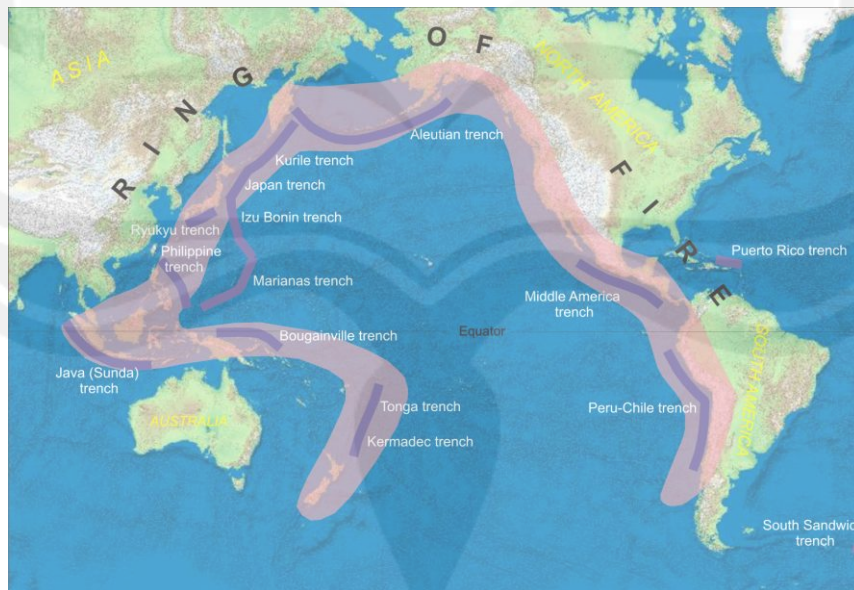 RING OF FIRE
ASIA
NORTH AMERICA
Aleutian trench
Kurile trench
Japan trench
Izu Bonin trench
Ryukyu trench
Philippine
trench
Marianas trench
Puerto Rico trench
Middle America
trench
Equator
Bougainville trench
Java (Sunda)
trench
AUSTRALIA
Tonga trench
Kermadec trench
Peru-Chile trench
SOUTH AMERICA
South Sandwic
trench